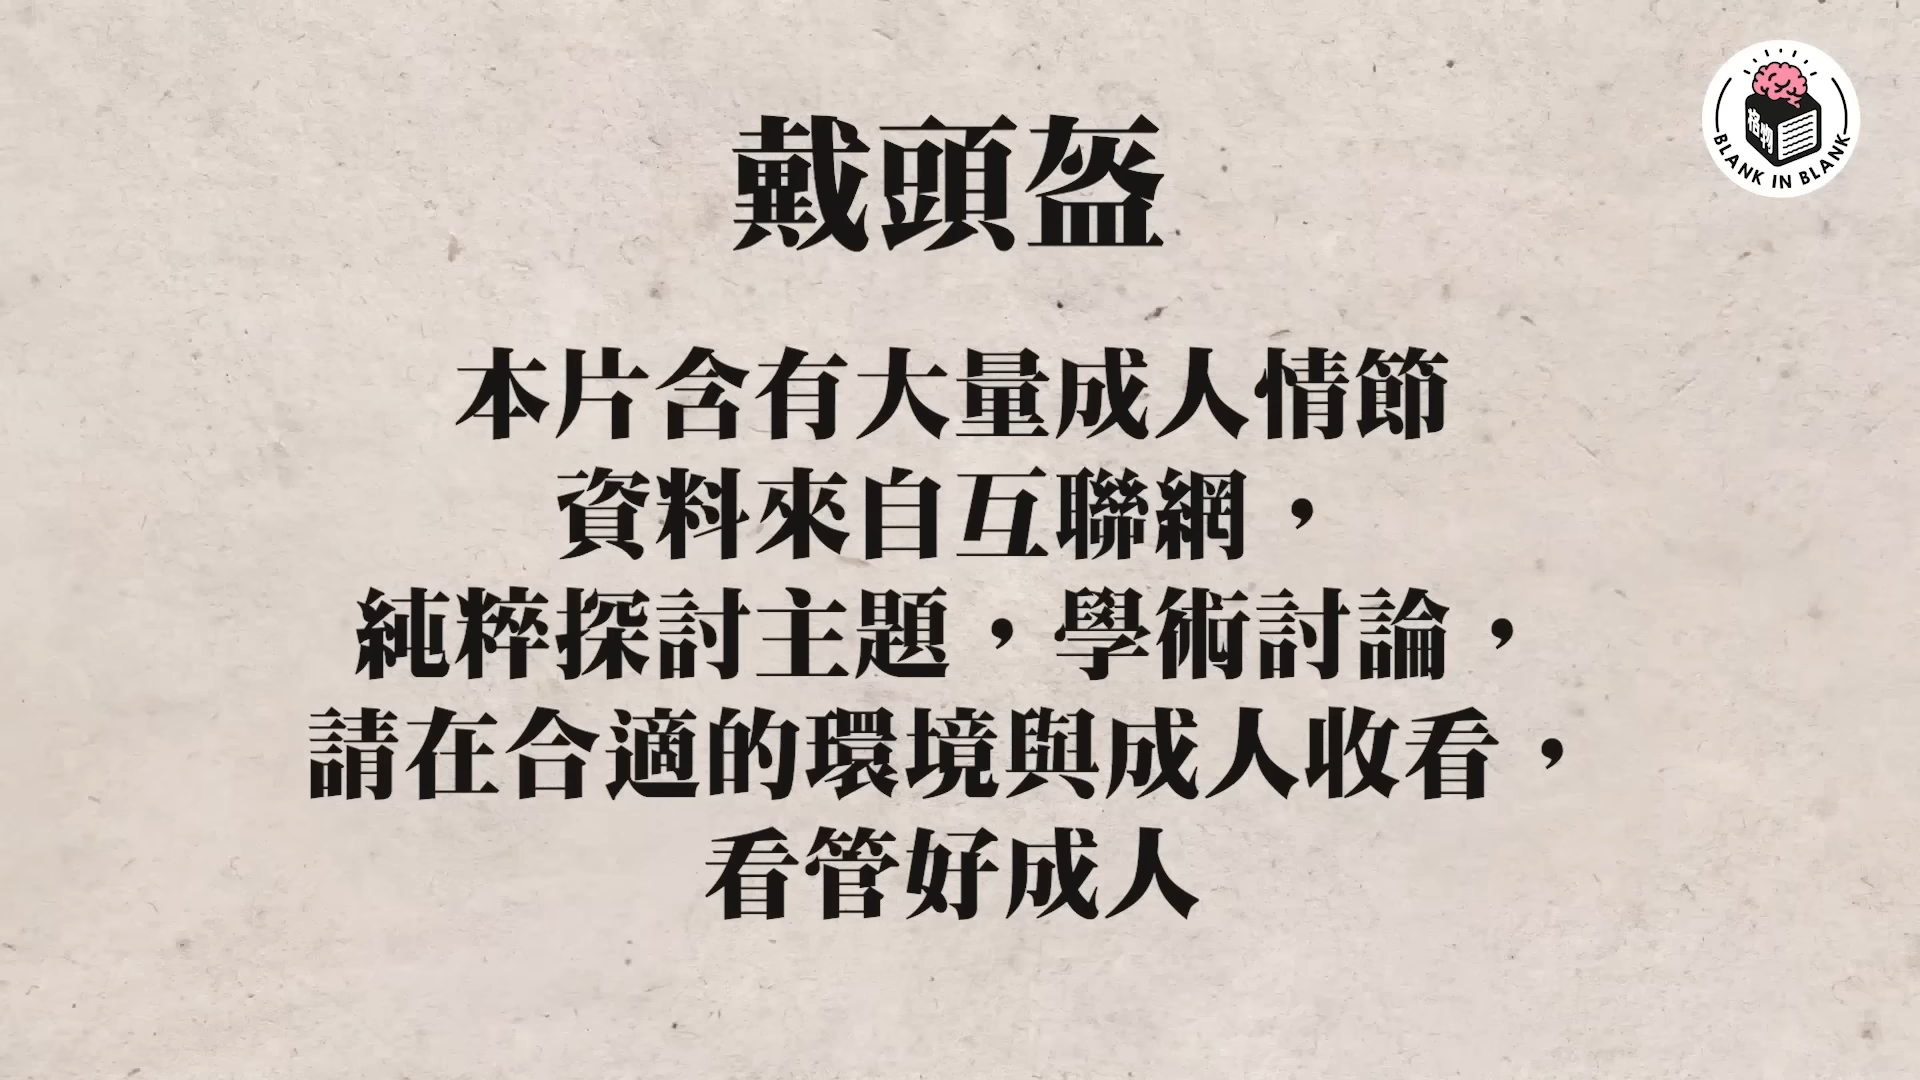 戴頭盔
本片含有大量成人情節
資料來自互聯網，
純粹探討主題，學術討論，
請在合適的環境與成人收看，
看管好成人
格物
BLANK IN BLANK